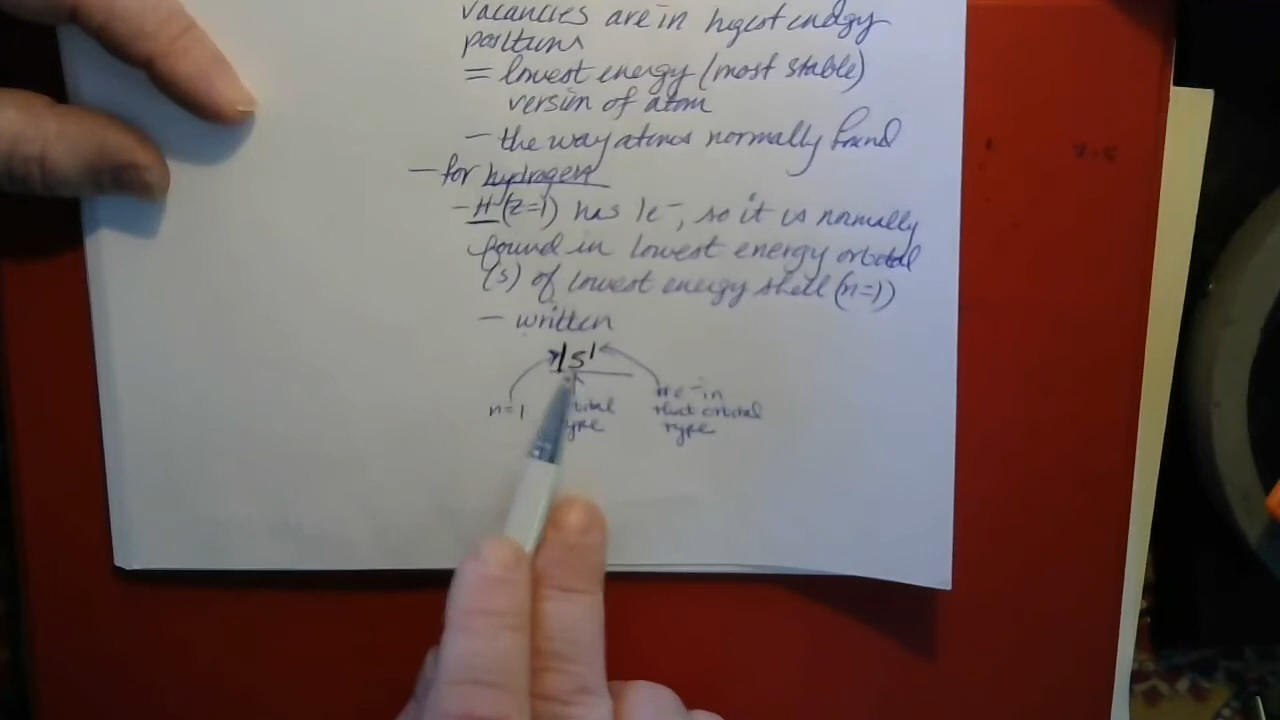 vacancies are in higest energy
positions
= lowest energy (most stable)
version of atom
- the way atoms normally found
- for hydrogen
- H (z=1) has 1e⁻, so it is normally
found in lowest energy orbital
(s) of lowest energy shell (n=1)
- written
1s¹
n=1
# e⁻ in
that orbital
type